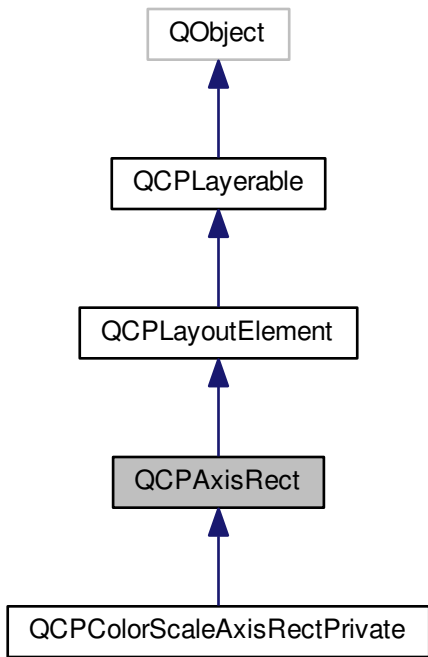 QObject
QCPLayerable
QCPLayoutElement
QCPAxisRect
QCPColorScaleAxisRectPrivate